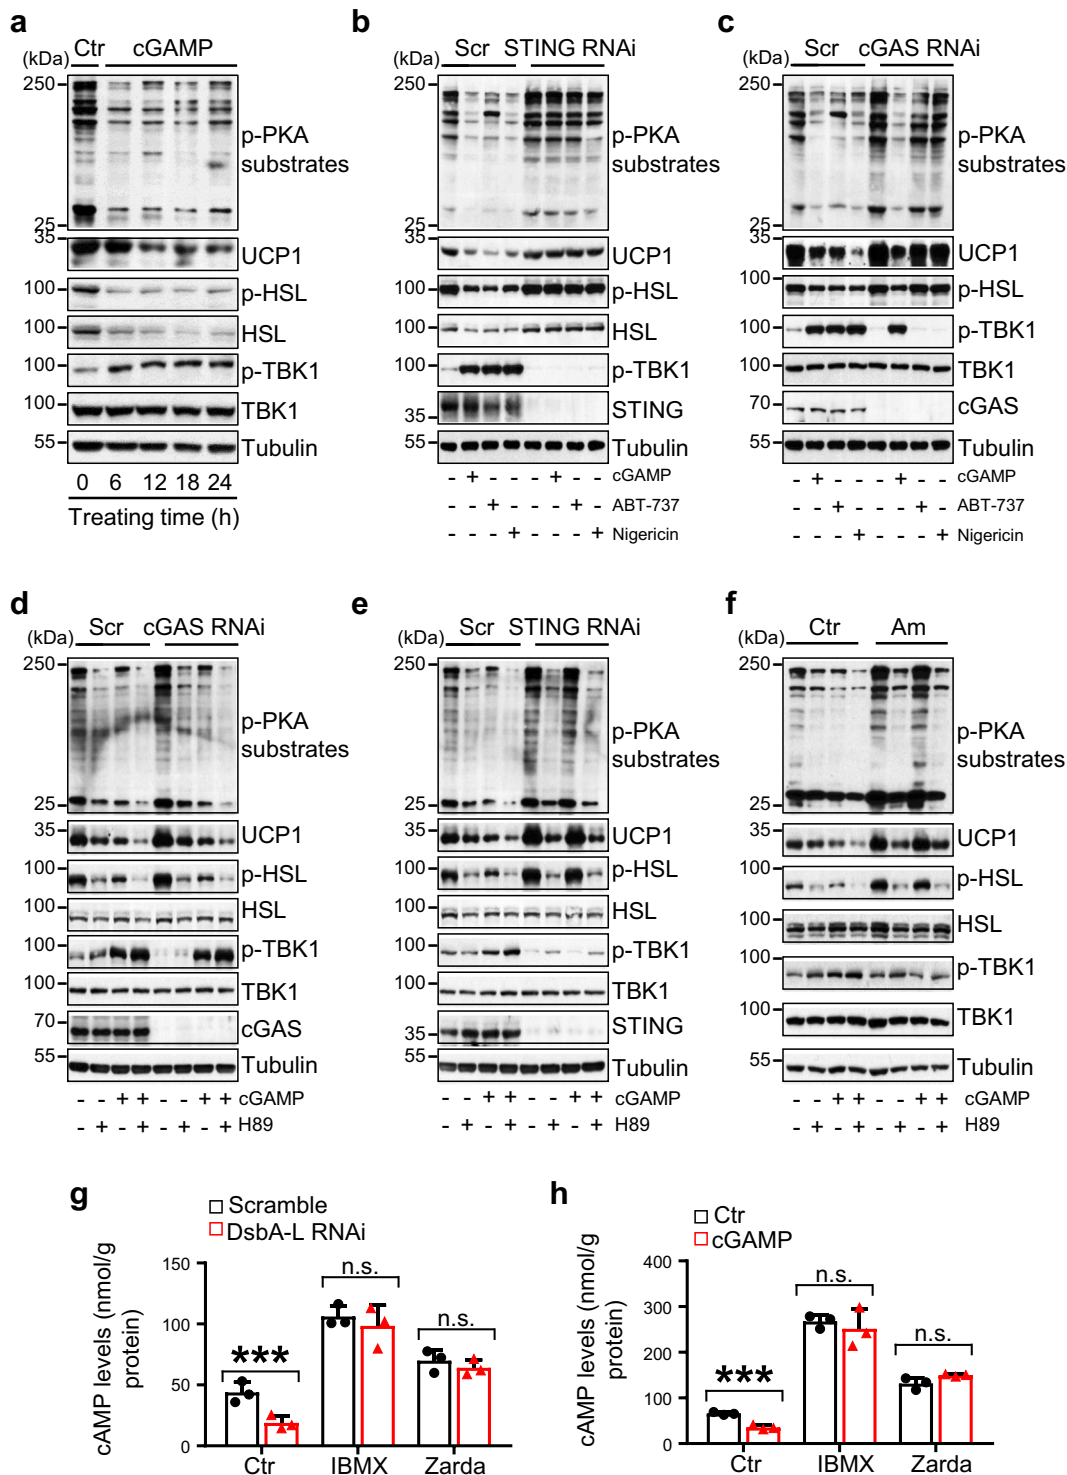 a
(kDa) Ctr cGAMP
250
p-PKA
substrates
25
35
UCP1
100 p-HSL
100 HSL
100 p-TBK1
100 TBK1
55 Tubulin
0 6 12 18 24
Treating time (h)
b
(kDa) Scr STING RNAi
250
p-PKA
substrates
25
35
UCP1
100 p-HSL
100 HSL
100 p-TBK1
35 STING
55 Tubulin
- + - - - + - - cGAMP
- - + - - - + - ABT-737
- - - + - - - + Nigericin
c
(kDa) Scr cGAS RNAi
250
p-PKA
substrates
25
35
UCP1
100 p-HSL
100 p-TBK1
100 TBK1
70 cGAS
55 Tubulin
- + - - - + - - cGAMP
- - + - - - + - ABT-737
- - - + - - - + Nigericin
d
(kDa) Scr cGAS RNAi
250
p-PKA
substrates
25
35 UCP1
100 p-HSL
100 HSL
100 p-TBK1
100 TBK1
70 cGAS
55 Tubulin
- - + + - - + + cGAMP
- + - + - + - + H89
e
(kDa) Scr STING RNAi
250
p-PKA
substrates
25
35 UCP1
100 p-HSL
100 HSL
100 p-TBK1
100 TBK1
35 STING
55 Tubulin
- - + + - - + + cGAMP
- + - + - + - + H89
f
(kDa) Ctr Am
250
p-PKA
substrates
25
35 UCP1
100 p-HSL
100 HSL
100 p-TBK1
100 TBK1
55 Tubulin
- - + + - - + + cGAMP
- + - + - + - + H89
g
Scramble
DsbA-L RNAi
cAMP levels (nmol/g
protein)
150
100
50
0
***
n.s.
n.s.
Ctr IBMX Zarda
h
Ctr
cGAMP
cAMP levels (nmol/g
protein)
400
300
200
100
0
***
n.s.
n.s.
Ctr IBMX Zarda